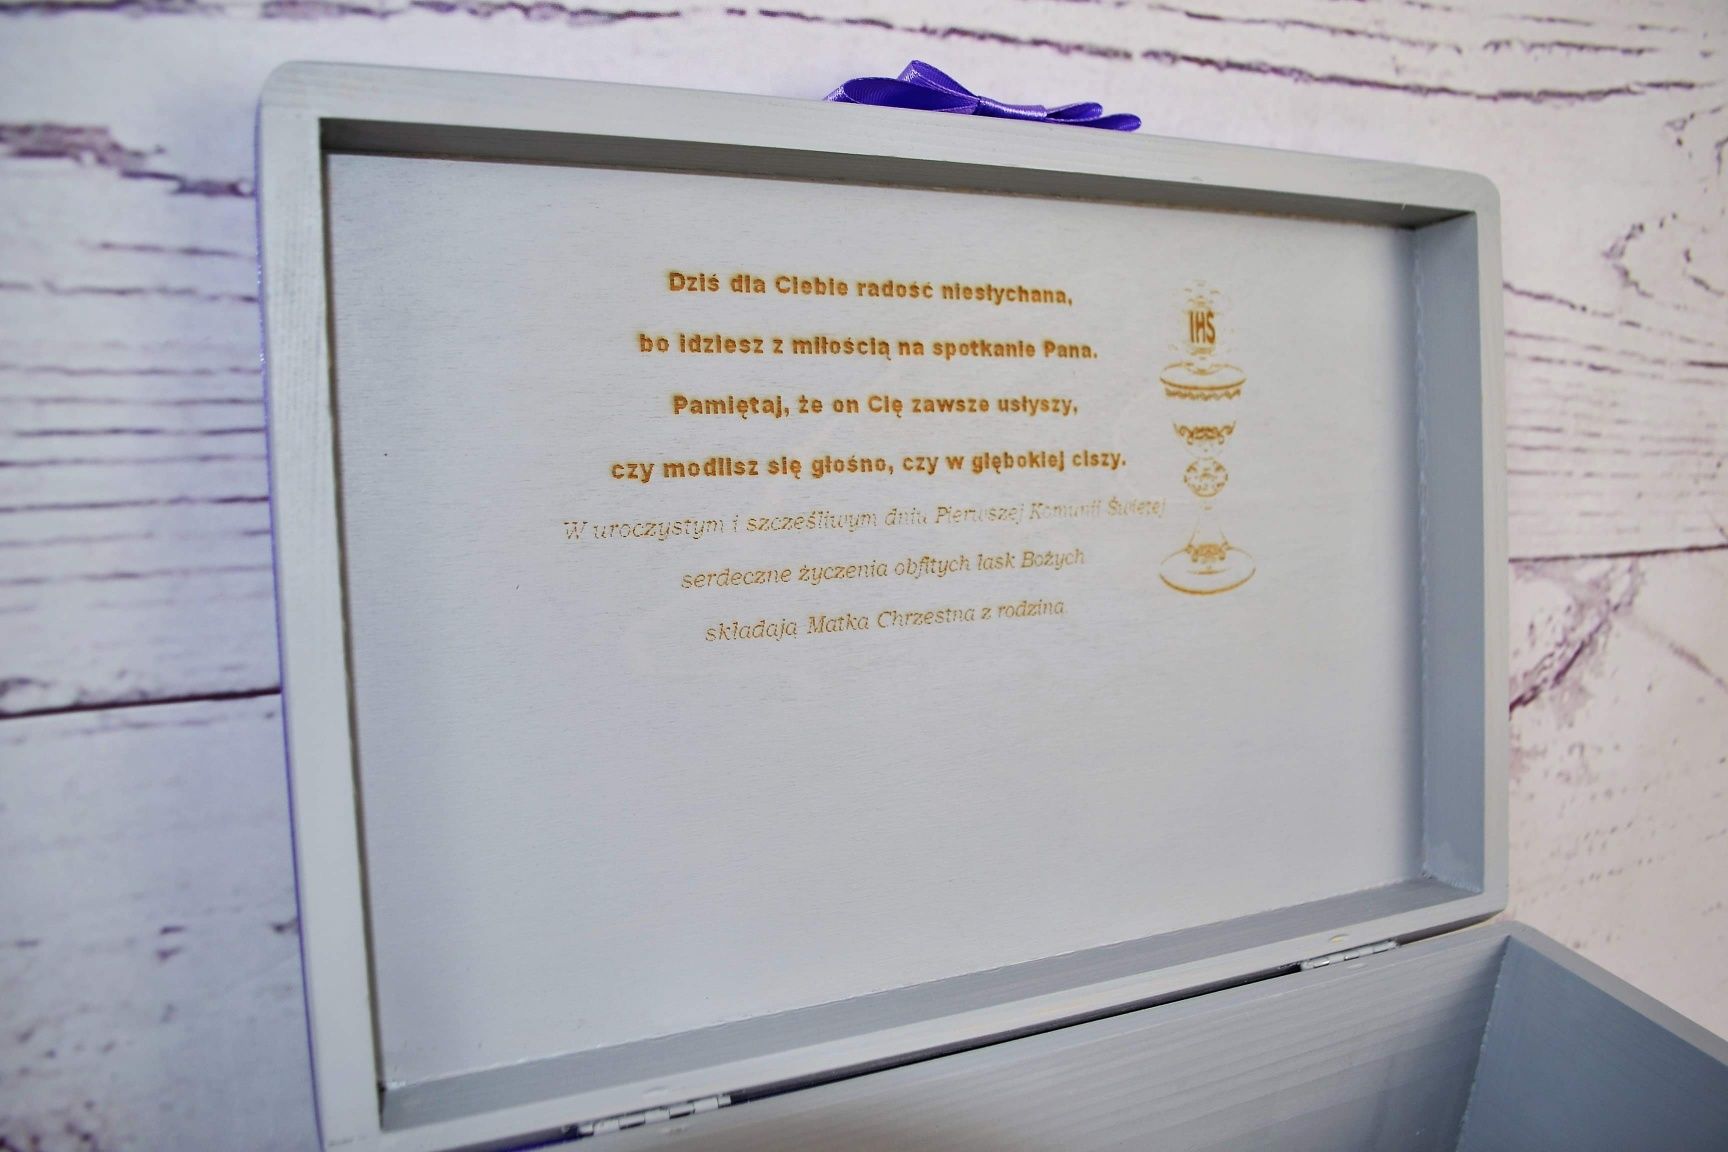 Dziś dla Ciebie radość niesłychana,
bo idziesz z miłością na spotkanie Pana.
Pamiętaj, że on Cię zawsze usłyszy,
czy modlisz się głośno, czy w głębokiej ciszy.
W uroczystym i szczęśliwym dniu Pierwszej Komunii Świętej
serdeczne życzenia obfitych łask Bożych
składają Matka Chrzestna z rodziną
IHS